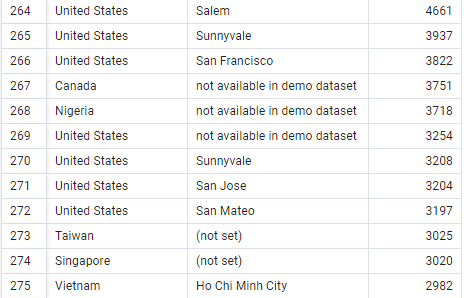 264 United States Salem 4661
265 United States Sunnyvale 3937
266 United States San Francisco 3822
267 Canada not available in demo dataset 3751
268 Nigeria not available in demo dataset 3718
269 United States not available in demo dataset 3254
270 United States Sunnyvale 3208
271 United States San Jose 3204
272 United States San Mateo 3197
273 Taiwan (not set) 3025
274 Singapore (not set) 3020
275 Vietnam Ho Chi Minh City 2982